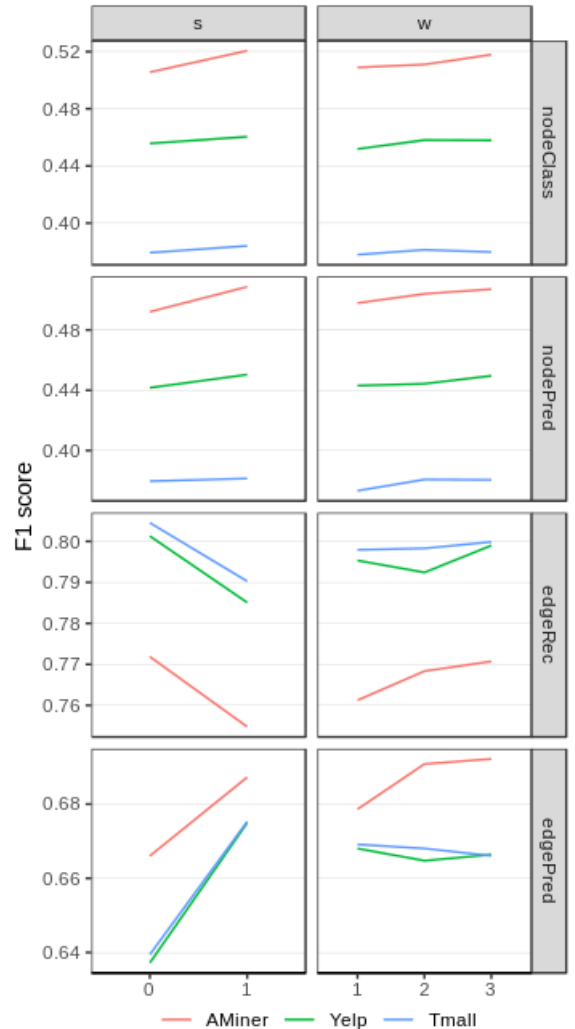 s w
0.52
0.48
0.44
0.40
nodeClass
0.48
0.44
0.40
nodePred
F1 score
0.80
0.79
0.78
0.77
0.76
edgeRec
0.68
0.66
0.64
edgePred
0 1 1 2 3
AMiner Yelp Tmall